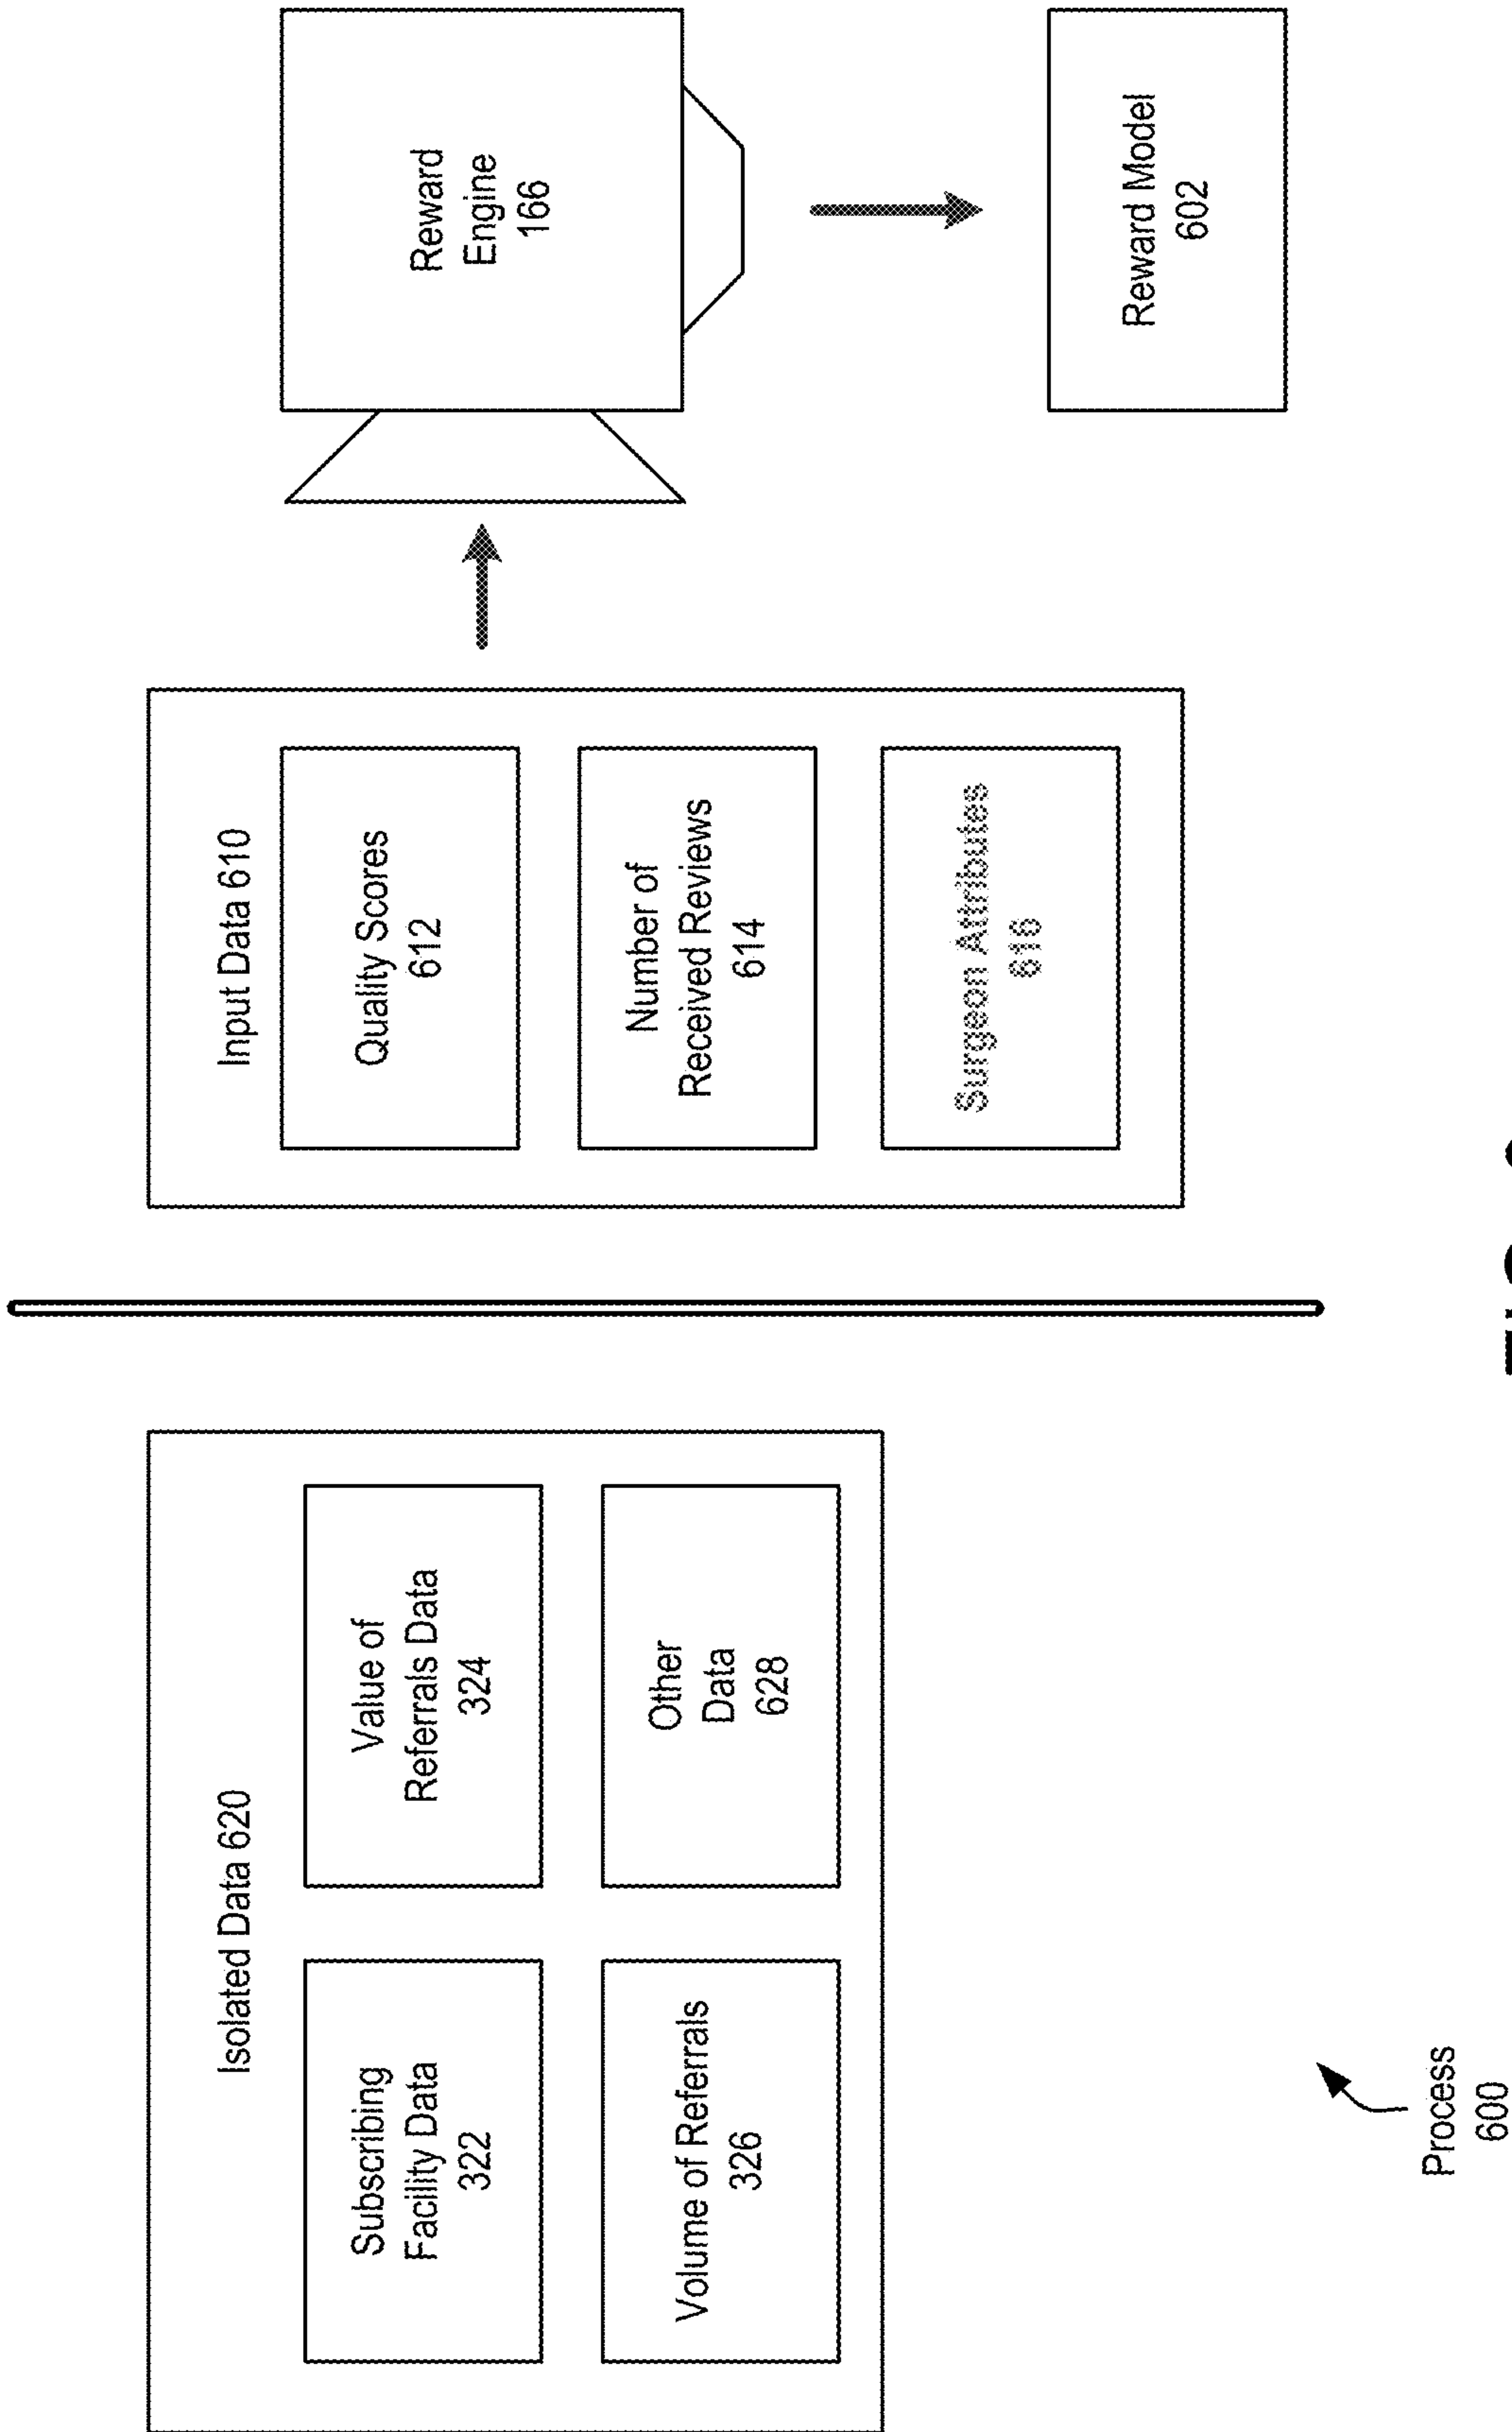 Isolated Data 620
Subscribing
Facility Data
322
Value of
Referrals Data
324
Volume of Referrals
326
Other
Data
628
Input Data 610
Quality Scores
612
Number of
Received Reviews
614
Surgeon Attributes
616
Reward
Engine
166
Reward Model
602
Process
600